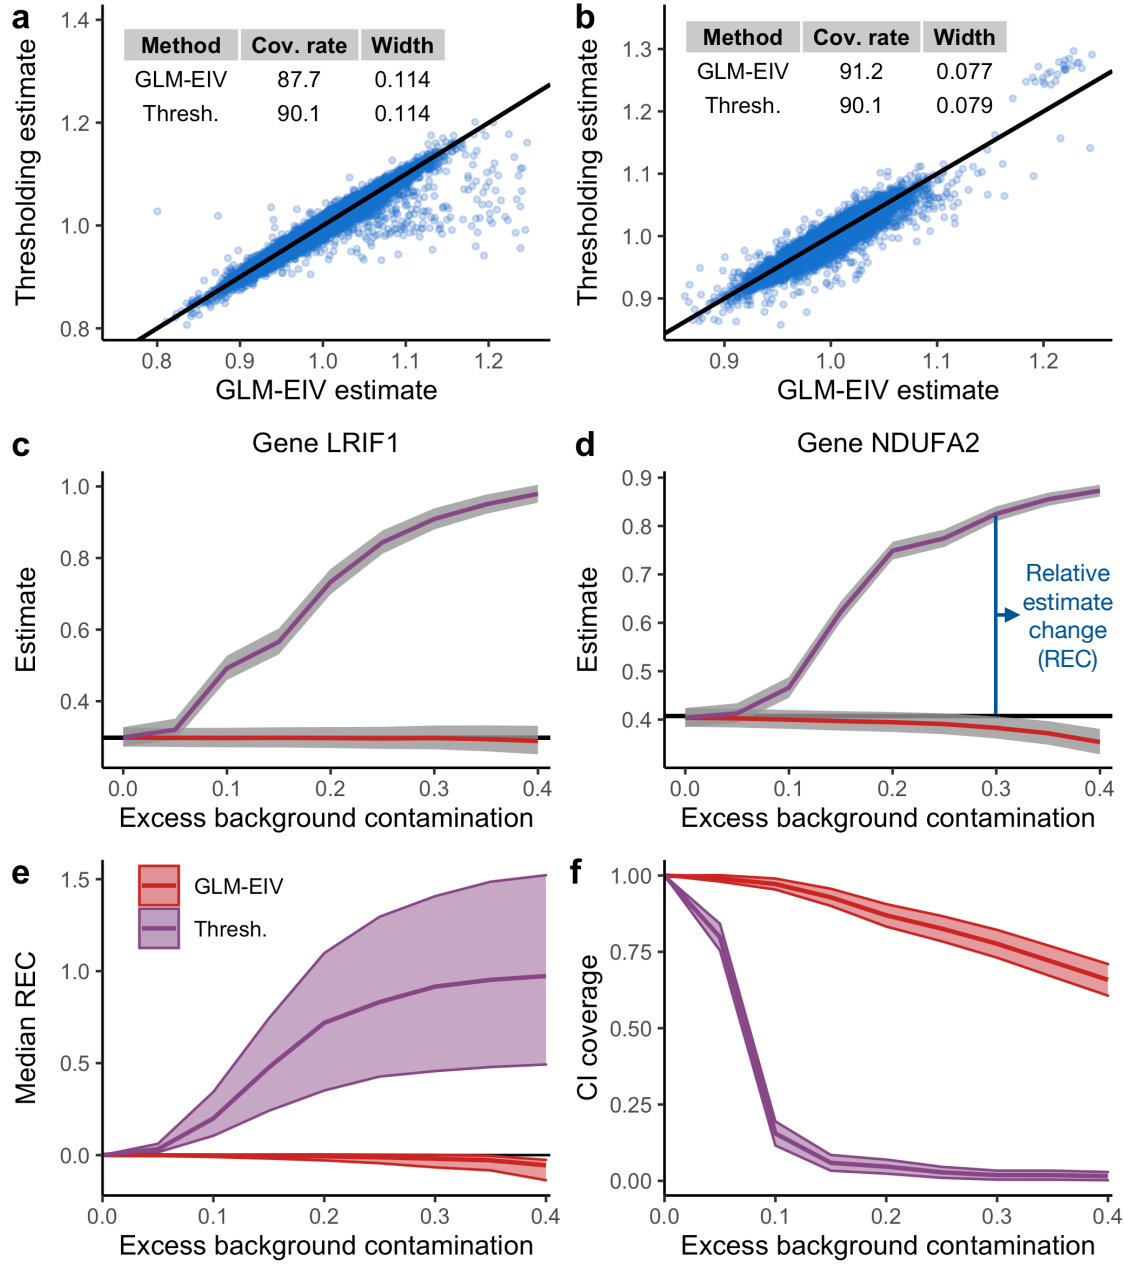 a
Thresholding estimate
1.4
1.2
1.0
0.8
Method Cov. rate Width
GLM-EIV 87.7 0.114
Thresh. 90.1 0.114
0.8 0.9 1.0 1.1 1.2
GLM-EIV estimate
b
Thresholding estimate
1.3
1.2
1.1
1.0
0.9
Method Cov. rate Width
GLM-EIV 91.2 0.077
Thresh. 90.1 0.079
0.9 1.0 1.1 1.2
GLM-EIV estimate
c
Gene LRIF1
Estimate
1.0
0.8
0.6
0.4
0.0 0.1 0.2 0.3 0.4
Excess background contamination
d
Gene NDUFA2
Estimate
0.9
0.8
0.7
0.6
0.5
0.4
Relative
estimate
change
(REC)
0.0 0.1 0.2 0.3 0.4
Excess background contamination
e
Median REC
1.5
1.0
0.5
0.0
GLM-EIV
Thresh.
0.0 0.1 0.2 0.3 0.4
Excess background contamination
f
CI coverage
1.00
0.75
0.50
0.25
0.00
0.0 0.1 0.2 0.3 0.4
Excess background contamination